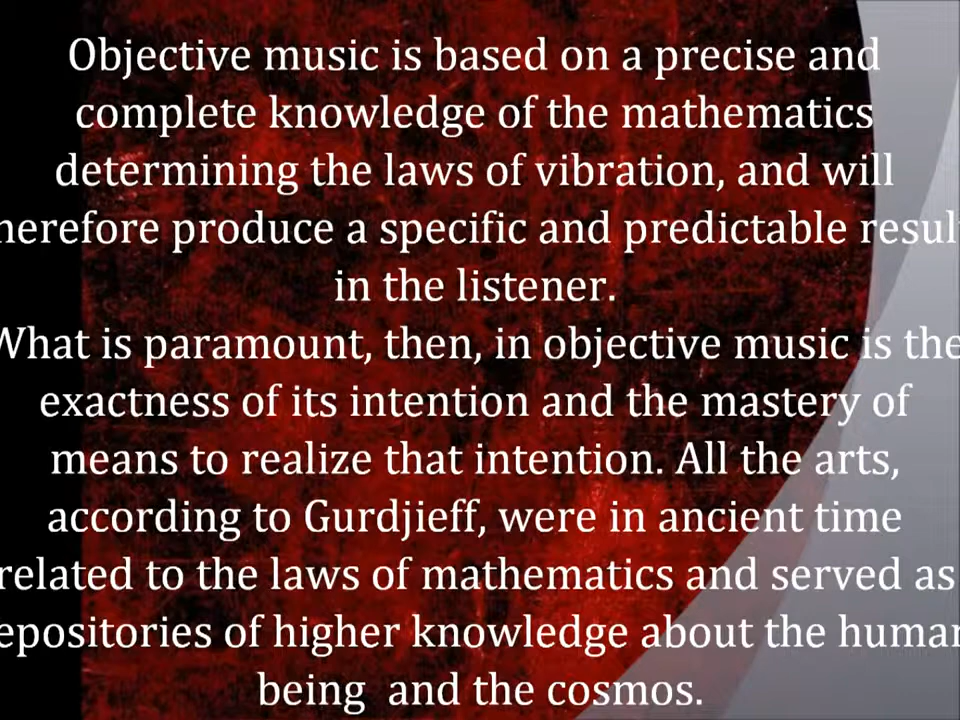 Objective music is based on a precise and
complete knowledge of the mathematics
determining the laws of vibration, and will
herefore produce a specific and predictable resul
in the listener.
What is paramount, then, in objective music is the
exactness of its intention and the mastery of
means to realize that intention. All the arts,
according to Gurdjieff, were in ancient time
related to the laws of mathematics and served as
epositories of higher knowledge about the human
being  and the cosmos.